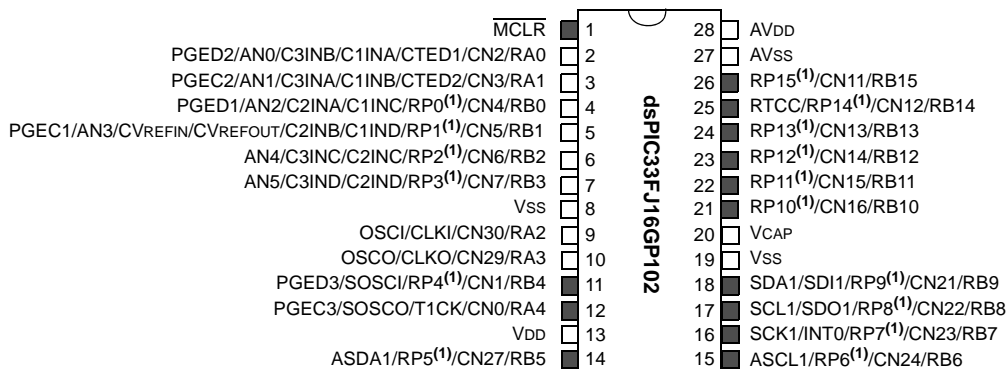 MCLR 1 28 AVDD
PGED2/AN0/C3INB/C1INA/CTED1/CN2/RA0 2 27 AVSS
PGEC2/AN1/C3INA/C1INB/CTED2/CN3/RA1 3 26 RP15(1)/CN11/RB15
PGED1/AN2/C2INA/C1INC/RP0(1)/CN4/RB0 4 25 RTCC/RP14(1)/CN12/RB14
PGEC1/AN3/CVREFIN/CVREFOUT/C2INB/C1IND/RP1(1)/CN5/RB1 5 24 RP13(1)/CN13/RB13
AN4/C3INC/C2INC/RP2(1)/CN6/RB2 6 23 RP12(1)/CN14/RB12
AN5/C3IND/C2IND/RP3(1)/CN7/RB3 7 22 RP11(1)/CN15/RB11
VSS 8 21 RP10(1)/CN16/RB10
OSCI/CLKI/CN30/RA2 9 20 VCAP
OSCO/CLKO/CN29/RA3 10 19 VSS
PGED3/SOSCI/RP4(1)/CN1/RB4 11 18 SDA1/SDI1/RP9(1)/CN21/RB9
PGEC3/SOSCO/T1CK/CN0/RA4 12 17 SCL1/SDO1/RP8(1)/CN22/RB8
VDD 13 16 SCK1/INT0/RP7(1)/CN23/RB7
ASDA1/RP5(1)/CN27/RB5 14 15 ASCL1/RP6(1)/CN24/RB6
dsPIC33FJ16GP102